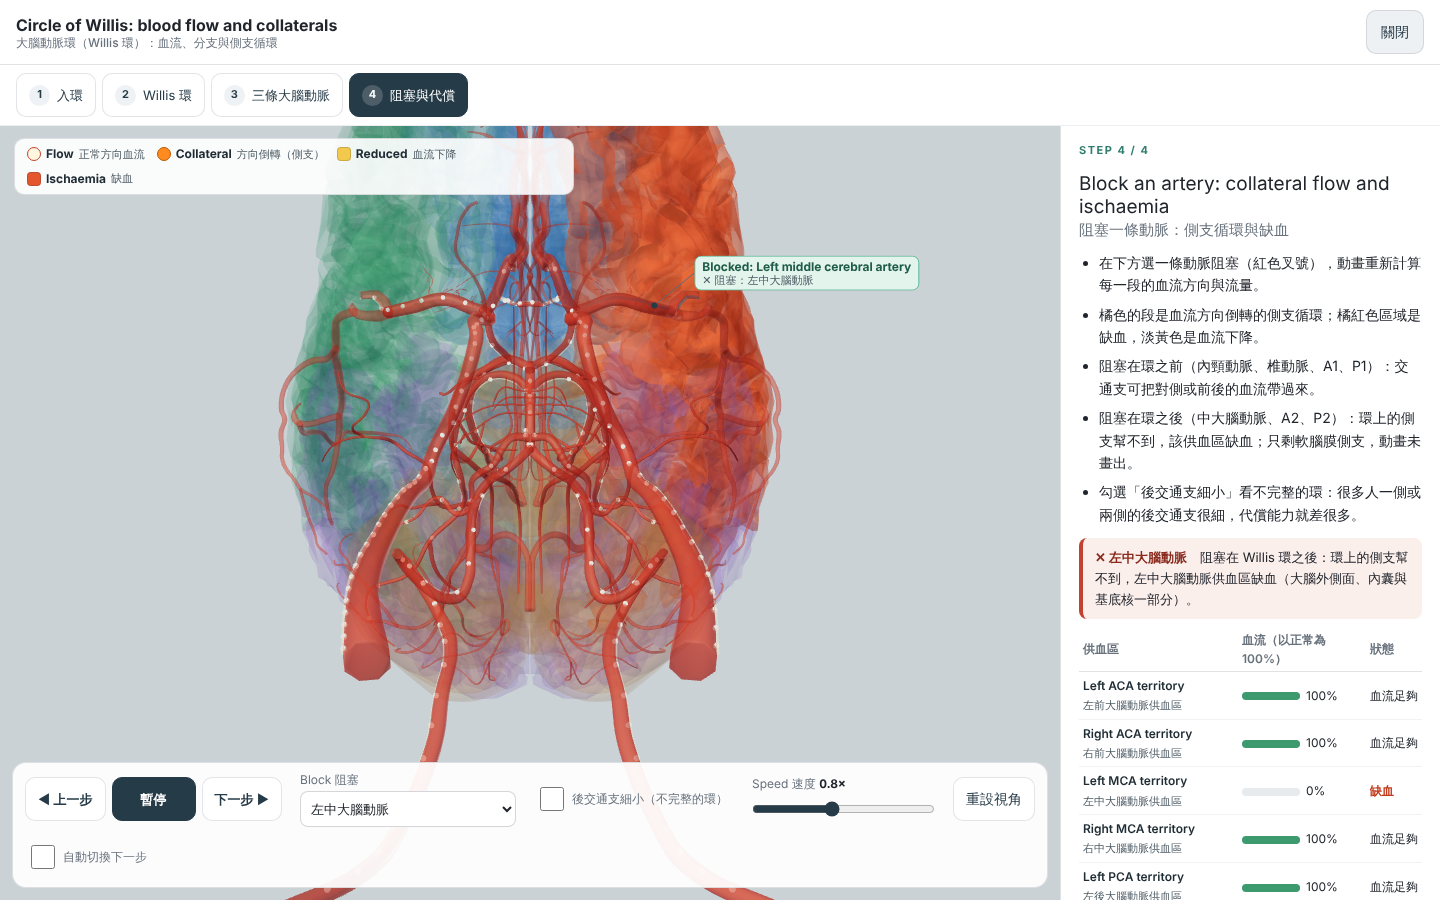 Circle of Willis: blood flow and collaterals
大腦動脈環（Willis 環）：血流、分支與側支循環
關閉
1 入環
2 Willis 環
3 三條大腦動脈
4 阻塞與代償
Flow 正常方向血流
Collateral 方向倒轉（側支）
Reduced 血流下降
Ischaemia 缺血
Blocked: Left middle cerebral artery
✕ 阻塞：左中大腦動脈
STEP 4 / 4
Block an artery: collateral flow and
ischaemia
阻塞一條動脈：側支循環與缺血
• 在下方選一條動脈阻塞（紅色叉號），動畫重新計算
每一段的血流方向與流量。
• 橘色的段是血流方向倒轉的側支循環；橘紅色區域是
缺血，淡黃色是血流下降。
• 阻塞在環之前（內頸動脈、椎動脈、A1、P1）：交
通支可把對側或前後的血流帶過來。
• 阻塞在環之後（中大腦動脈、A2、P2）：環上的側
支幫不到，該供血區缺血；只剩軟腦膜側支，動畫未
畫出。
• 勾選「後交通支細小」看不完整的環：很多人一側或
兩側的後交通支很細，代償能力就差很多。
✕ 左中大腦動脈 阻塞在 Willis 環之後：環上的側支幫
不到，左中大腦動脈供血區缺血（大腦外側面、內囊與
基底核一部分）。
供血區
血流（以正常為
100%）
狀態
Left ACA territory
左前大腦動脈供血區
100%
血流足夠
Right ACA territory
右前大腦動脈供血區
100%
血流足夠
Left MCA territory
左中大腦動脈供血區
0%
缺血
Right MCA territory
右中大腦動脈供血區
100%
血流足夠
Left PCA territory
左後大腦動脈供血區
100%
血流足夠
◀ 上一步
暫停
下一步 ▶
Block 阻塞
左中大腦動脈
後交通支細小（不完整的環）
Speed 速度 0.8×
重設視角
自動切換下一步